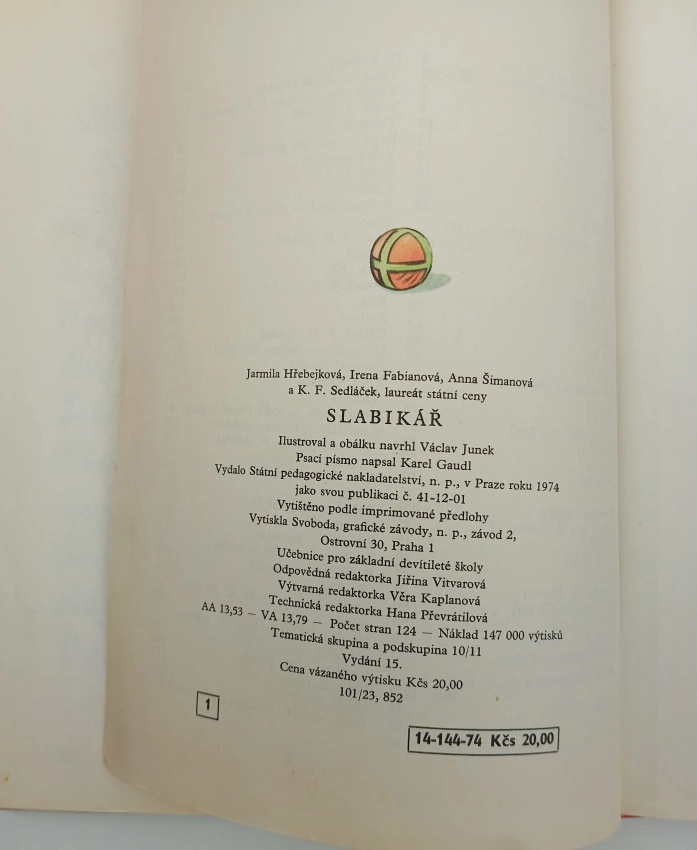 Jarmila Hřebejková, Irena Fabianová, Anna Šimanová
a K. F. Sedláček, laureát státní ceny
SLABIKÁŘ
Ilustroval a obálku navrhl Václav Junek
Psací písmo napsal Karel Gaudl
Vydalo Státní pedagogické nakladatelství, n. p., v Praze roku 1974
jako svou publikaci č. 41-12-01
Vytištěno podle imprimované předlohy
Vytiskla Svoboda, grafické závody, n. p., závod 2,
Ostrovní 30, Praha 1
Učebnice pro základní devítileté školy
Odpovědná redaktorka Jiřina Vitvarová
Výtvarná redaktorka Věra Kaplanová
Technická redaktorka Hana Převrátilová
AA 13,53 — VA 13,79 — Počet stran 124 — Náklad 147 000 výtisků
Tematická skupina a podskupina 10/11
Vydání 15.
Cena vázaného výtisku Kčs 20,00
101/23, 852
1
14-144-74 Kčs 20,00